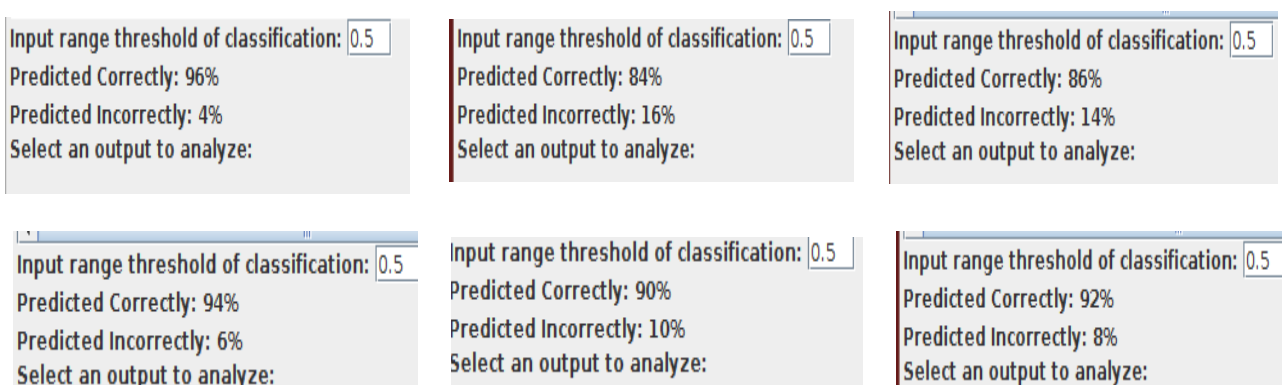 Input range threshold of classification: 0.5
Predicted Correctly: 96%
Predicted Incorrectly: 4%
Select an output to analyze:
Input range threshold of classification: 0.5
Predicted Correctly: 84%
Predicted Incorrectly: 16%
Select an output to analyze:
Input range threshold of classification: 0.5
Predicted Correctly: 86%
Predicted Incorrectly: 14%
Select an output to analyze:
Input range threshold of classification: 0.5
Predicted Correctly: 94%
Predicted Incorrectly: 6%
Select an output to analyze:
Input range threshold of classification: 0.5
Predicted Correctly: 90%
Predicted Incorrectly: 10%
Select an output to analyze:
Input range threshold of classification: 0.5
Predicted Correctly: 92%
Predicted Incorrectly: 8%
Select an output to analyze: